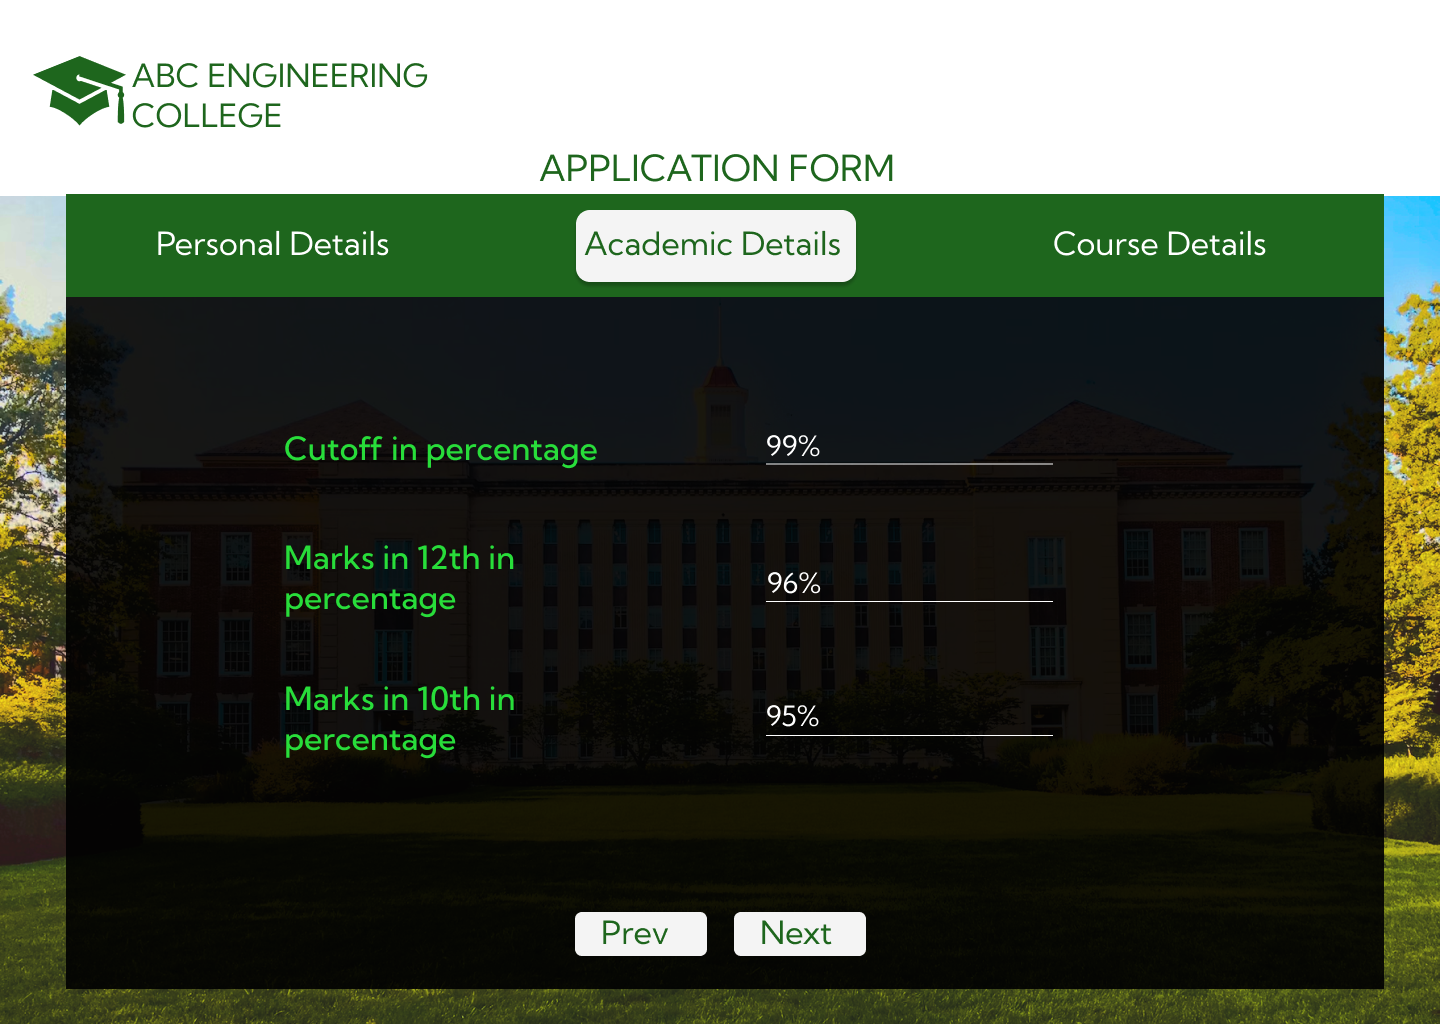 ABC ENGINEERING
COLLEGE
APPLICATION FORM
Personal Details
Academic Details
Course Details
Cutoff in percentage
99%
Marks in 12th in
percentage
96%
Marks in 10th in
percentage
95%
Prev
Next